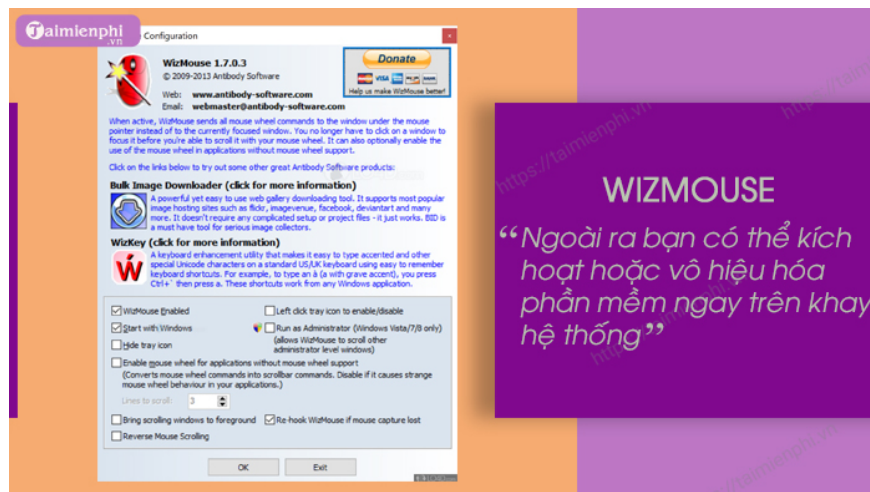 Taimienphi
.vn
Configuration
WizMouse 1.7.0.3
© 2009-2013 Antibody Software
Web: www.antibody-software.com
Email: webmaster@antibody-software.com
Donate
VISA
Help us make WizMouse better!
When active, WizMouse sends all mouse wheel commands to the window under the mouse
pointer instead of to the currently focused window. You no longer have to click on a window to
focus it before you're able to scroll it with your mouse wheel. It can also optionally enable the
use of the mouse wheel in applications without mouse wheel support.
Click on the links below to try out some other great Antibody Software products:
Bulk Image Downloader (click for more information)
A powerful yet easy to use web gallery downloading tool. It supports most popular
image hosting sites such as flickr, imagevenue, facebook, deviantart and many
more. It doesn't require any complicated setup or project files - it just works. BID is
a must have tool for serious image collectors.
WizKey (click for more information)
A keyboard enhancement utility that makes it easy to type accented and other
special Unicode characters on a standard US/UK keyboard using easy to remember
keyboard shortcuts. For example, to type an à (a with grave accent), you press
Ctrl+` then press a. These shortcuts work from any Windows application.
WizMouse Enabled
Left click tray icon to enable/disable
Start with Windows
Run as Administrator (Windows Vista/7/8 only)
(allows WizMouse to scroll other
administrator level windows)
Hide tray icon
Enable mouse wheel for applications without mouse wheel support
(Converts mouse wheel commands into scrollbar commands. Disable if it causes strange
mouse wheel behaviour in your applications.)
Lines to scroll: 3
Bring scrolling windows to foreground
Re-hook WizMouse if mouse capture lost
Reverse Mouse Scrolling
OK
Exit
WIZMOUSE
“Ngoài ra bạn có thể kích
hoạt hoặc vô hiệu hóa
phần mềm ngay trên khay
hệ thống”
https://taimienphi.vn